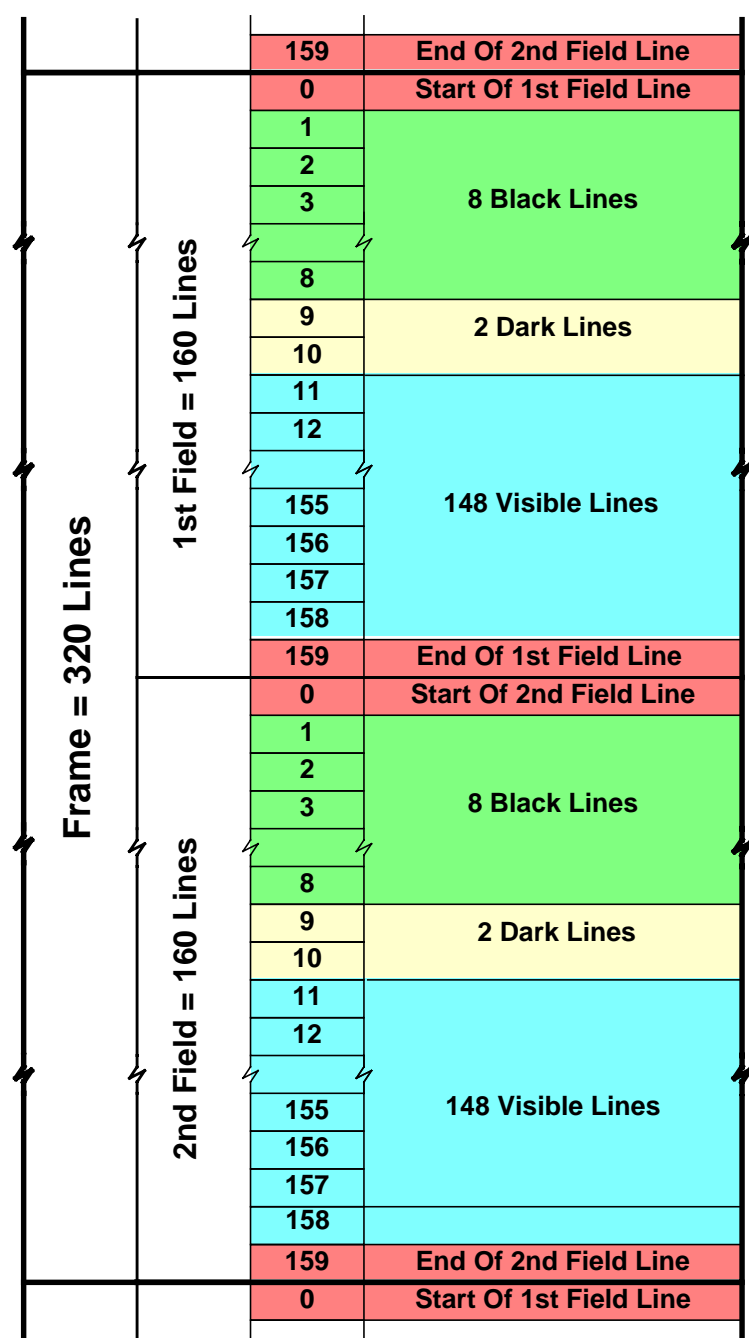 159 End Of 2nd Field Line
0 Start Of 1st Field Line
1
2
3 8 Black Lines
8
9 2 Dark Lines
10
11
12
155 148 Visible Lines
156
157
158
159 End Of 1st Field Line
0 Start Of 2nd Field Line
1
2
3 8 Black Lines
8
9 2 Dark Lines
10
11
12
155 148 Visible Lines
156
157
158
159 End Of 2nd Field Line
0 Start Of 1st Field Line
1st Field = 160 Lines
2nd Field = 160 Lines
Frame = 320 Lines